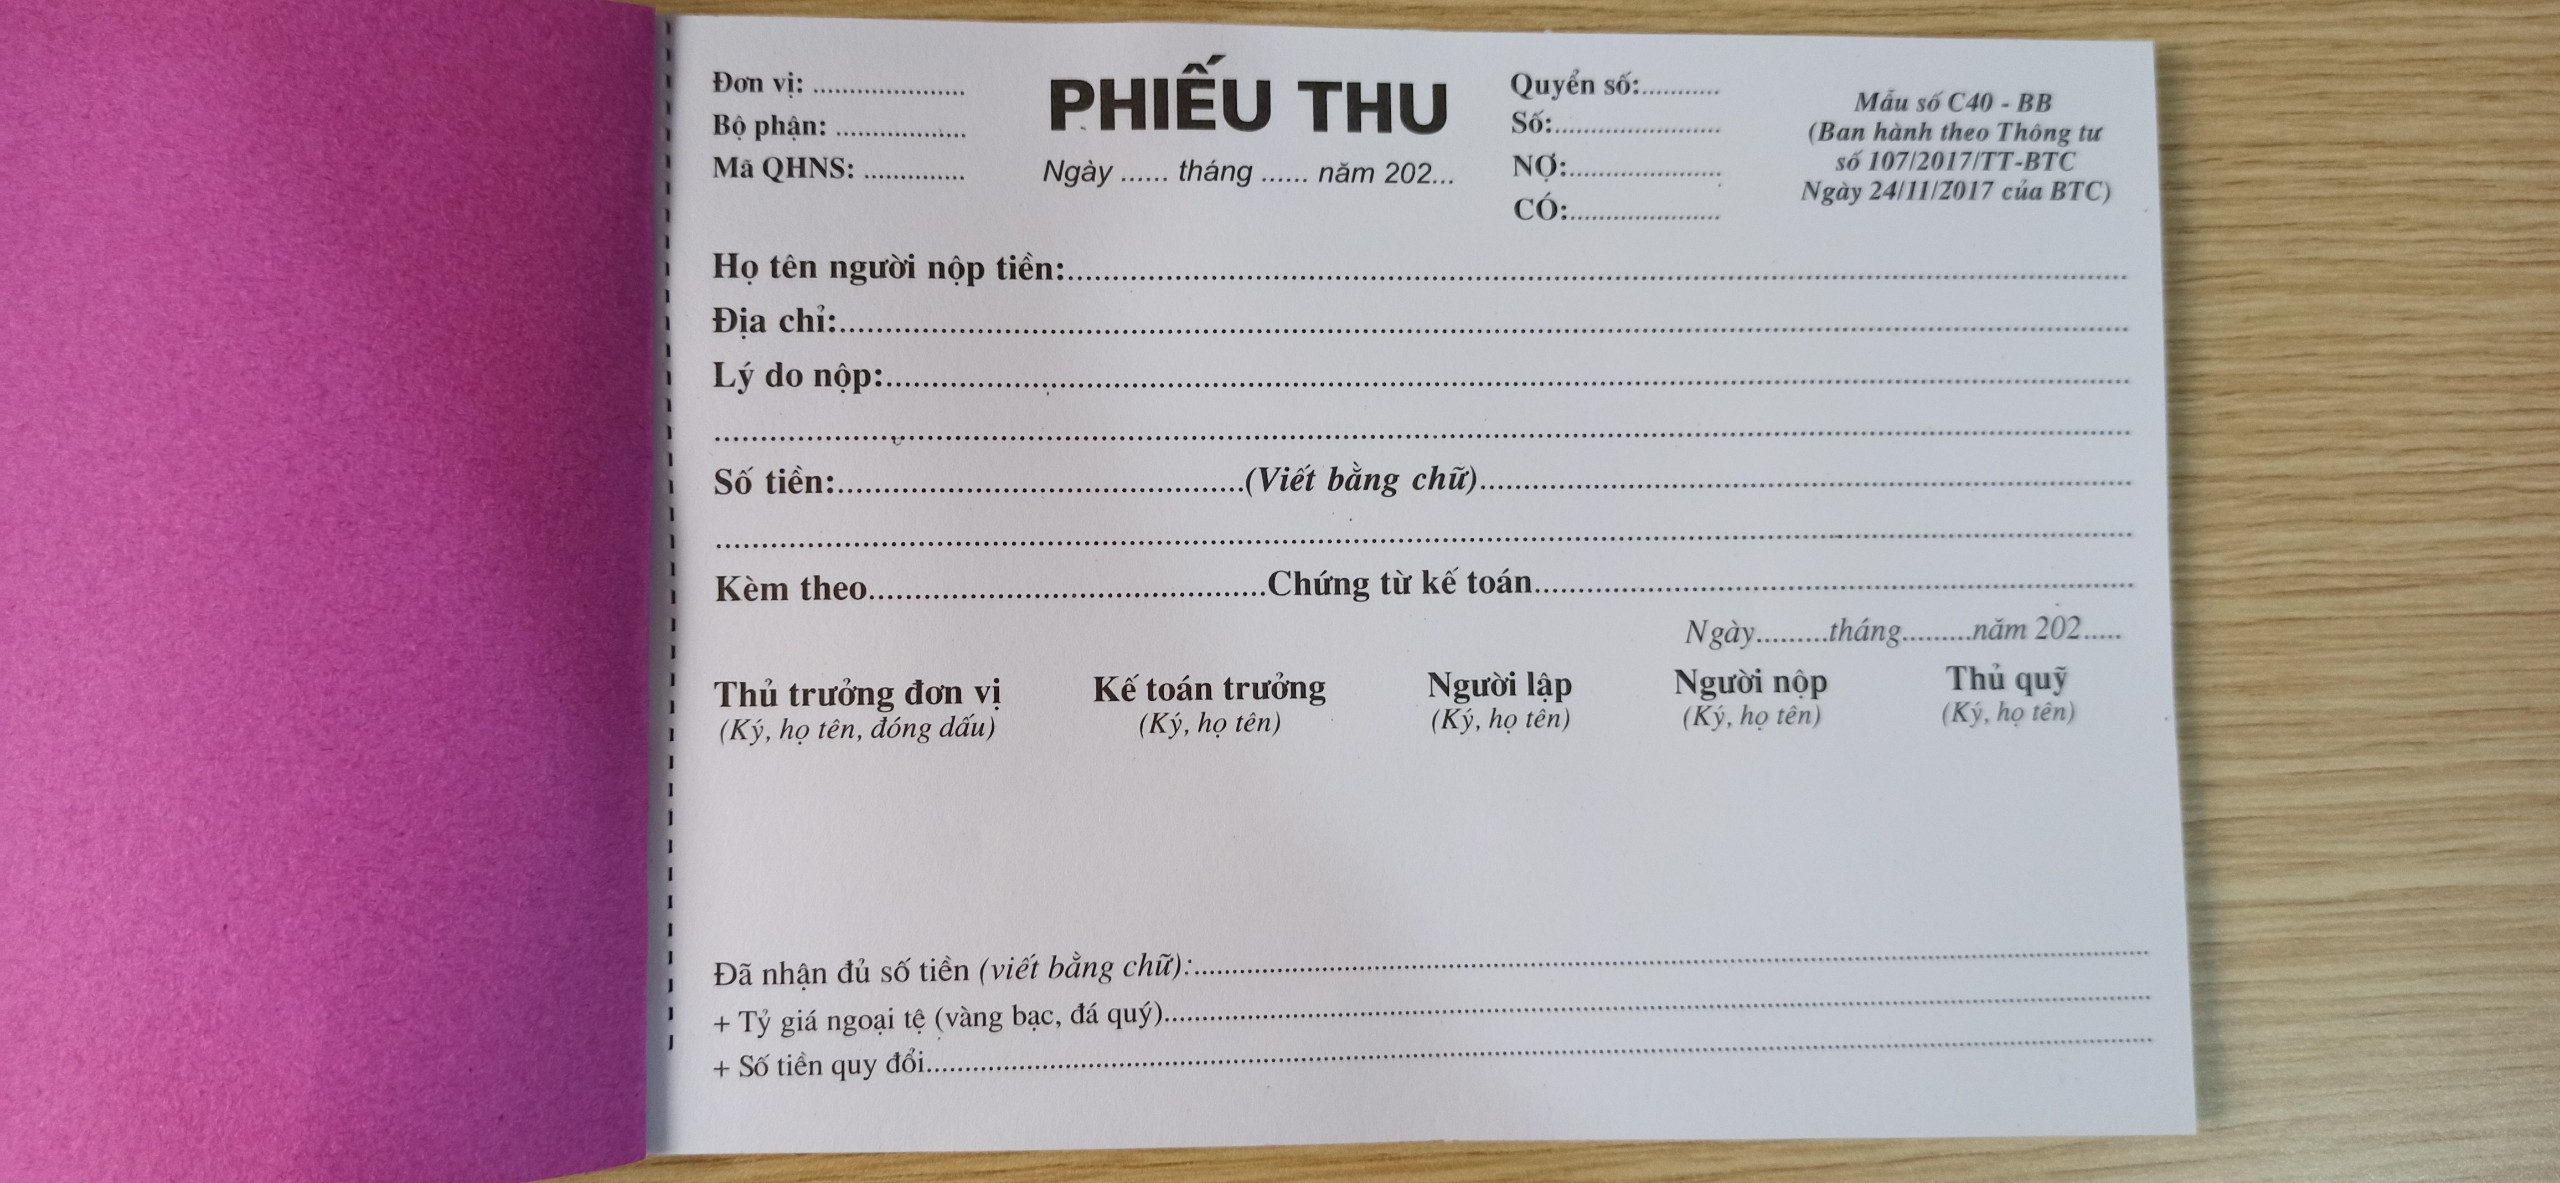 Đơn vị: .....................
Bộ phận: ..................
Mã QHNS: ..............
PHIẾU THU
Ngày ...... tháng ...... năm 202...
Quyển số:...........
Số:.......................
NỢ:.....................
CÓ:.....................
Mẫu số C40 - BB
(Ban hành theo Thông tư
số 107/2017/TT-BTC
Ngày 24/11/2017 của BTC)
Họ tên người nộp tiền:....................
Địa chỉ:....................
Lý do nộp:....................
....................
Số tiền:....................(Viết bằng chữ)....................
....................
Kèm theo....................Chứng từ kế toán....................
Ngày.........tháng.........năm 202.....
Thủ trưởng đơn vị Kế toán trưởng Người lập Người nộp Thủ quỹ
(Ký, họ tên, đóng dấu) (Ký, họ tên) (Ký, họ tên) (Ký, họ tên) (Ký, họ tên)
Đã nhận đủ số tiền (viết bằng chữ):....................
+ Tỷ giá ngoại tệ (vàng bạc, đá quý)....................
+ Số tiền quy đổi....................